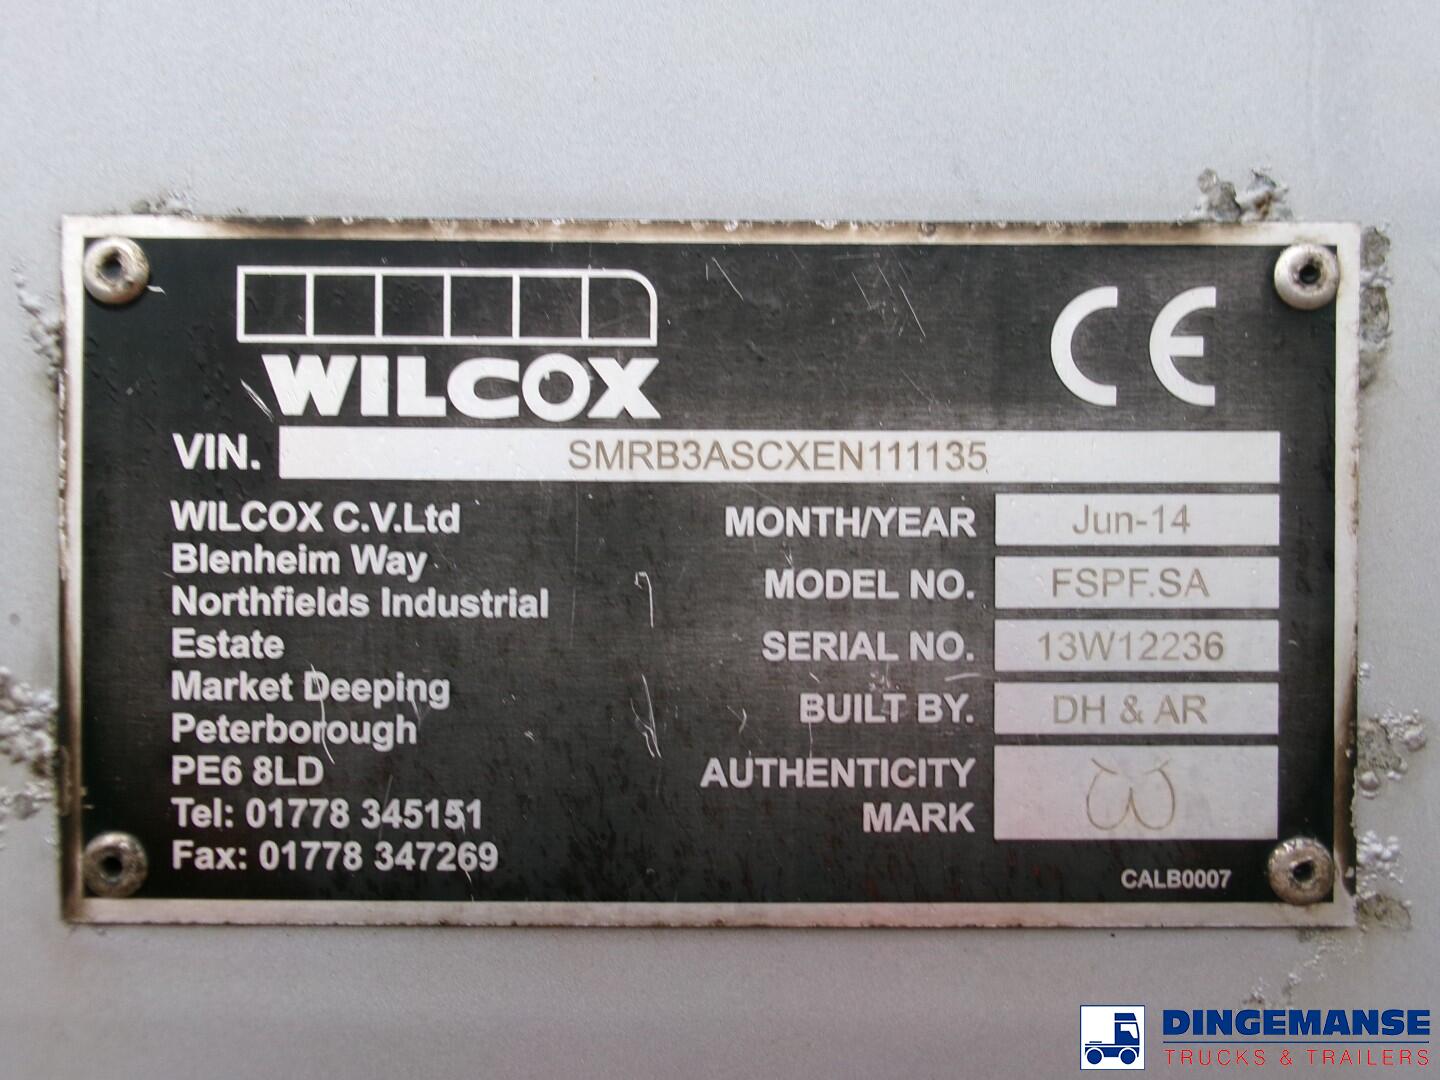 WILCOX
CE
VIN. SMRB3ASCXEN111135
WILCOX C.V.Ltd
Blenheim Way
Northfields Industrial
Estate
Market Deeping
Peterborough
PE6 8LD
Tel: 01778 345151
Fax: 01778 347269
MONTH/YEAR Jun-14
MODEL NO. FSPF.SA
SERIAL NO. 13W12236
BUILT BY. DH & AR
AUTHENTICITY
MARK
CALB0007
DINGEMANSE
TRUCKS & TRAILERS